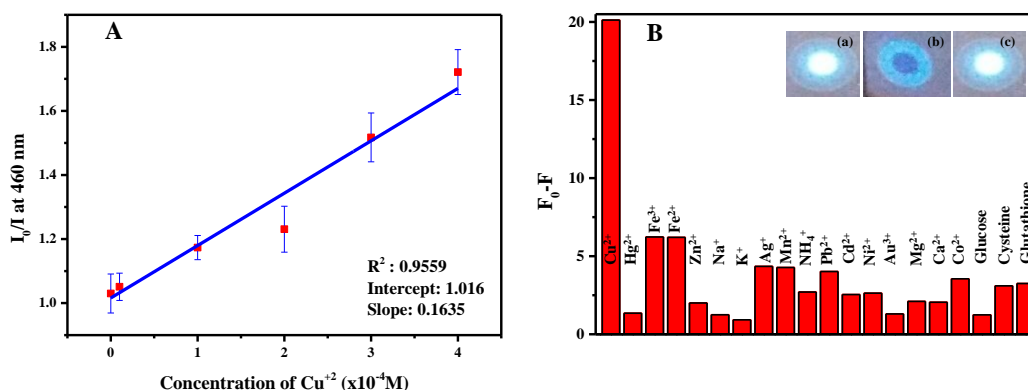 A
I₀/I at 460 nm
1.8
1.6
1.4
1.2
1.0
0
1
2
3
4
R² : 0.9559
Intercept: 1.016
Slope: 0.1635
Concentration of Cu⁺² (x10⁻⁴M)
B
F₀-F
20
15
10
5
0
(a)
(b)
(c)
Cu²⁺
Hg²⁺
Fe³⁺
Fe²⁺
Zn²⁺
Na⁺
K⁺
Ag⁺
Mn²⁺
NH₄⁺
Pb²⁺
Cd²⁺
Ni²⁺
Au³⁺
Mg²⁺
Ca²⁺
Co²⁺
Glucose
Cysteine
Glutathione